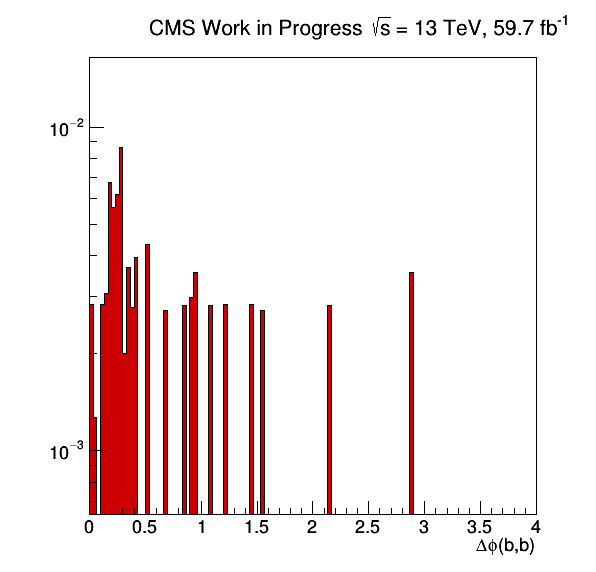 CMS Work in Progress √s = 13 TeV, 59.7 fb⁻¹
10⁻²
10⁻³
0 0.5 1 1.5 2 2.5 3 3.5 4
Δϕ(b,b)